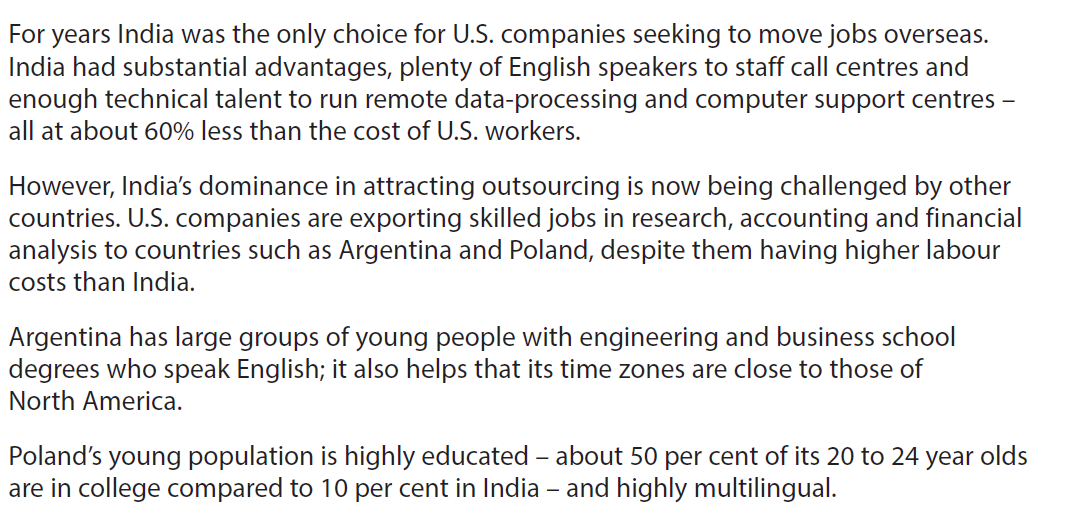 For years India was the only choice for U.S. companies seeking to move jobs overseas.
India had substantial advantages, plenty of English speakers to staff call centres and
enough technical talent to run remote data-processing and computer support centres –
all at about 60% less than the cost of U.S. workers.
However, India’s dominance in attracting outsourcing is now being challenged by other
countries. U.S. companies are exporting skilled jobs in research, accounting and financial
analysis to countries such as Argentina and Poland, despite them having higher labour
costs than India.
Argentina has large groups of young people with engineering and business school
degrees who speak English; it also helps that its time zones are close to those of
North America.
Poland’s young population is highly educated – about 50 per cent of its 20 to 24 year olds
are in college compared to 10 per cent in India – and highly multilingual.